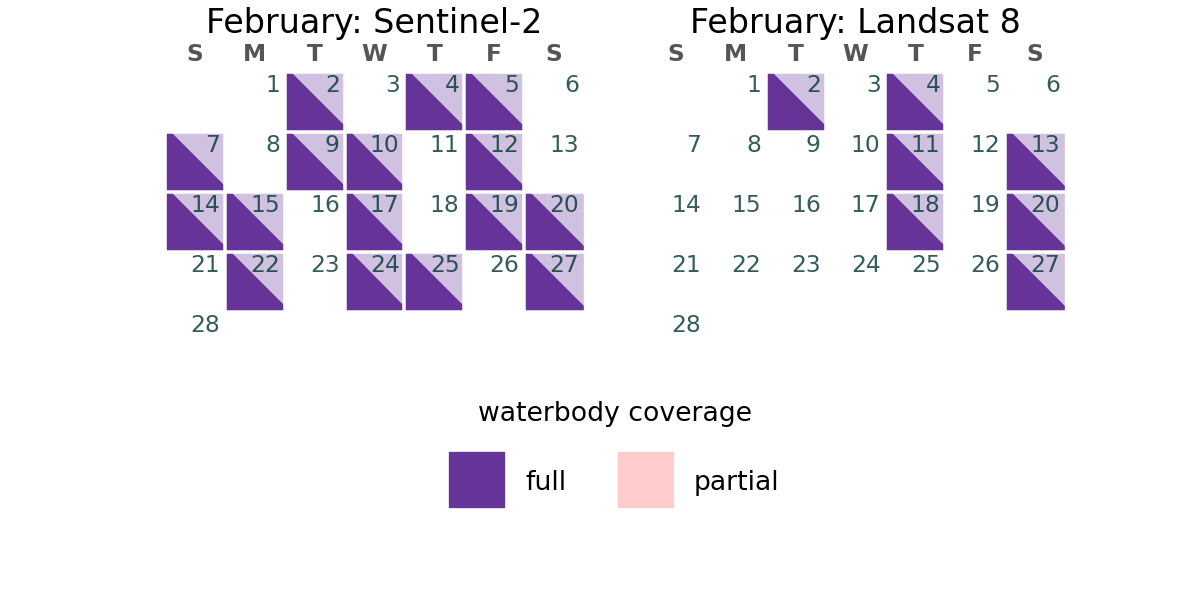 February: Sentinel-2
S M T W T F S
1 2 3 4 5 6
7 8 9 10 11 12 13
14 15 16 17 18 19 20
21 22 23 24 25 26 27
28
February: Landsat 8
S M T W T F S
1 2 3 4 5 6
7 8 9 10 11 12 13
14 15 16 17 18 19 20
21 22 23 24 25 26 27
28
waterbody coverage
full partial